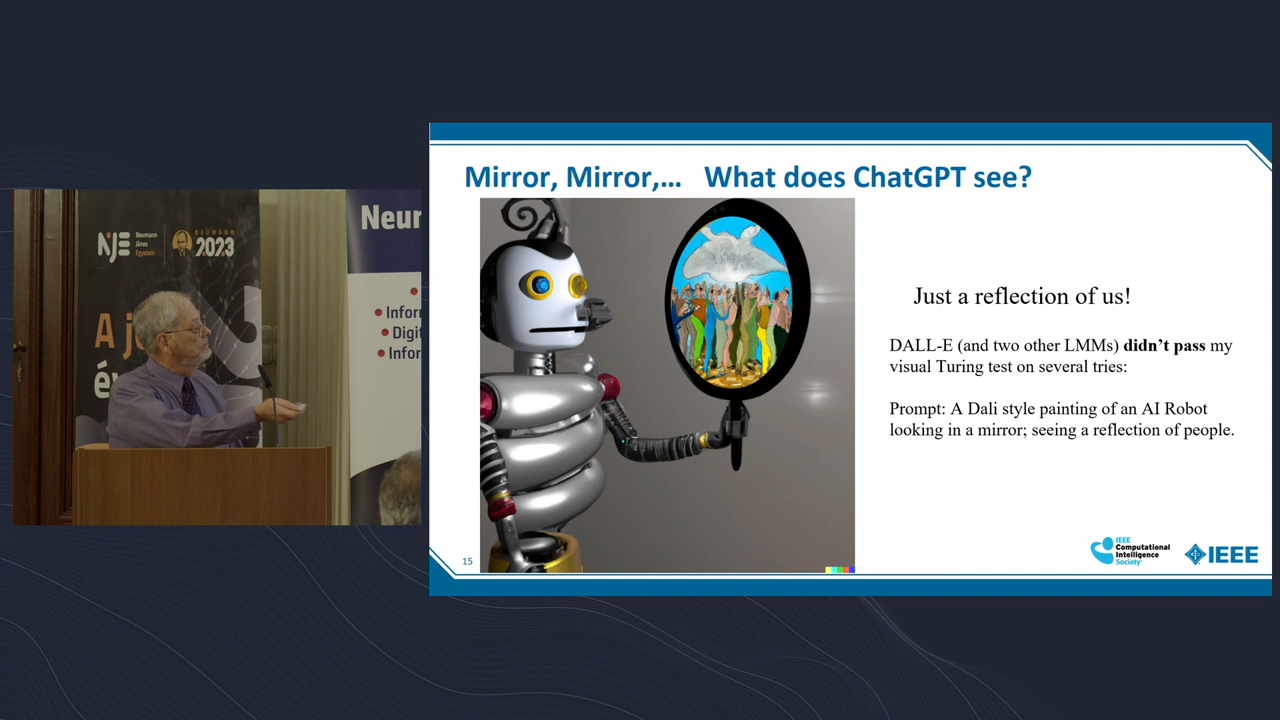 NJE
Neumann
János
Egyetem
NEUMANN
2023
A j
év
Neur
Infor
Digit
Infor
Mirror, Mirror,... What does ChatGPT see?
Just a reflection of us!
DALL-E (and two other LMMs) didn't pass my
visual Turing test on several tries:
Prompt: A Dali style painting of an AI Robot
looking in a mirror; seeing a reflection of people.
15
IEEE
Computational
Intelligence
Society
IEEE